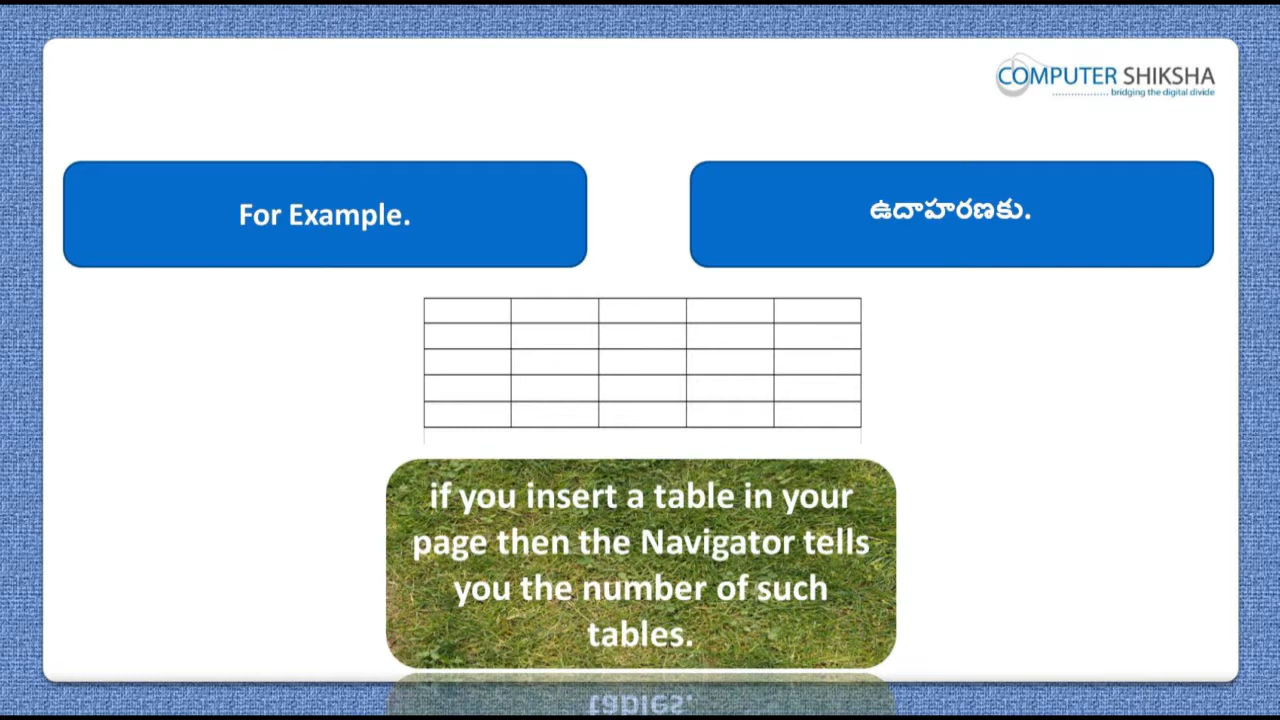 COMPUTER SHIKSHA
bridging the digital divide
For Example.
ఉదాహరణకు.
if you insert a table in your
page then the Navigator tells
you the number of such
tables.